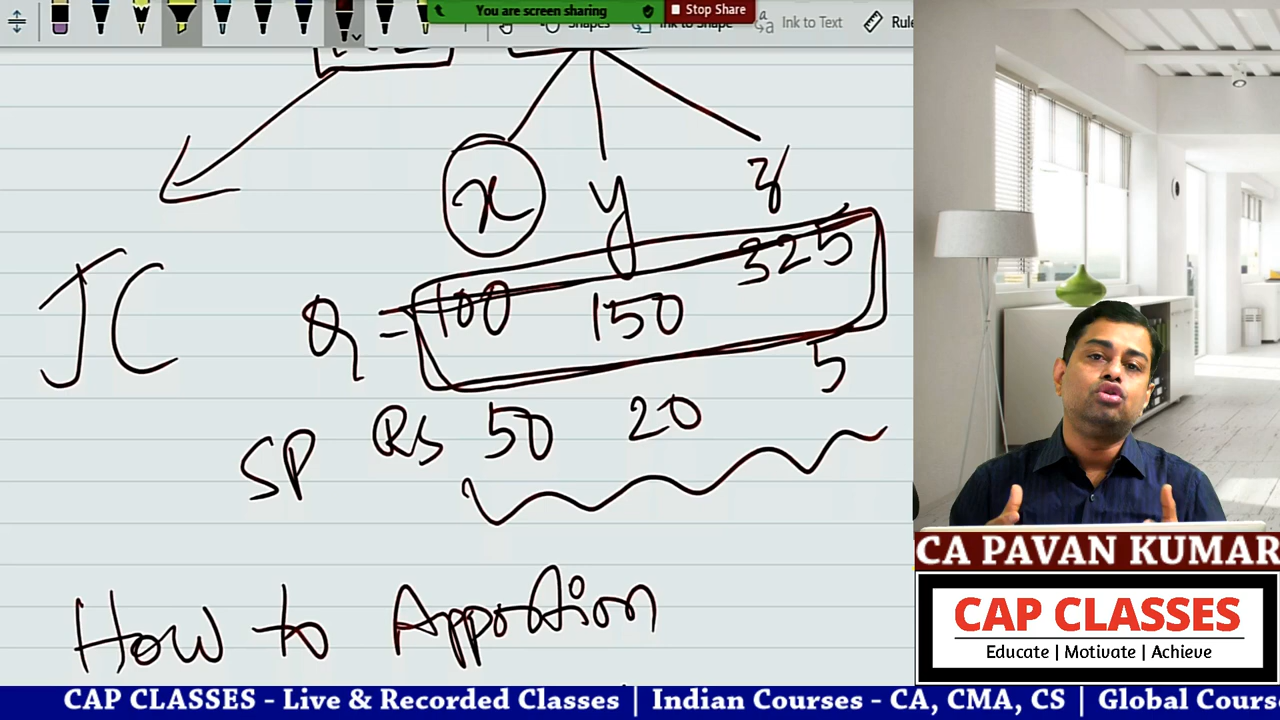 You are screen sharing
Stop Share
Shapes
Ink to Shape
Ink to Text
x y z
JC Q = 100 150 325
SP Rs 50 20 5
How to Apportion
CA PAVAN KUMAR
CAP CLASSES
Educate | Motivate | Achieve
CAP CLASSES - Live & Recorded Classes | Indian Courses - CA, CMA, CS | Global Cours